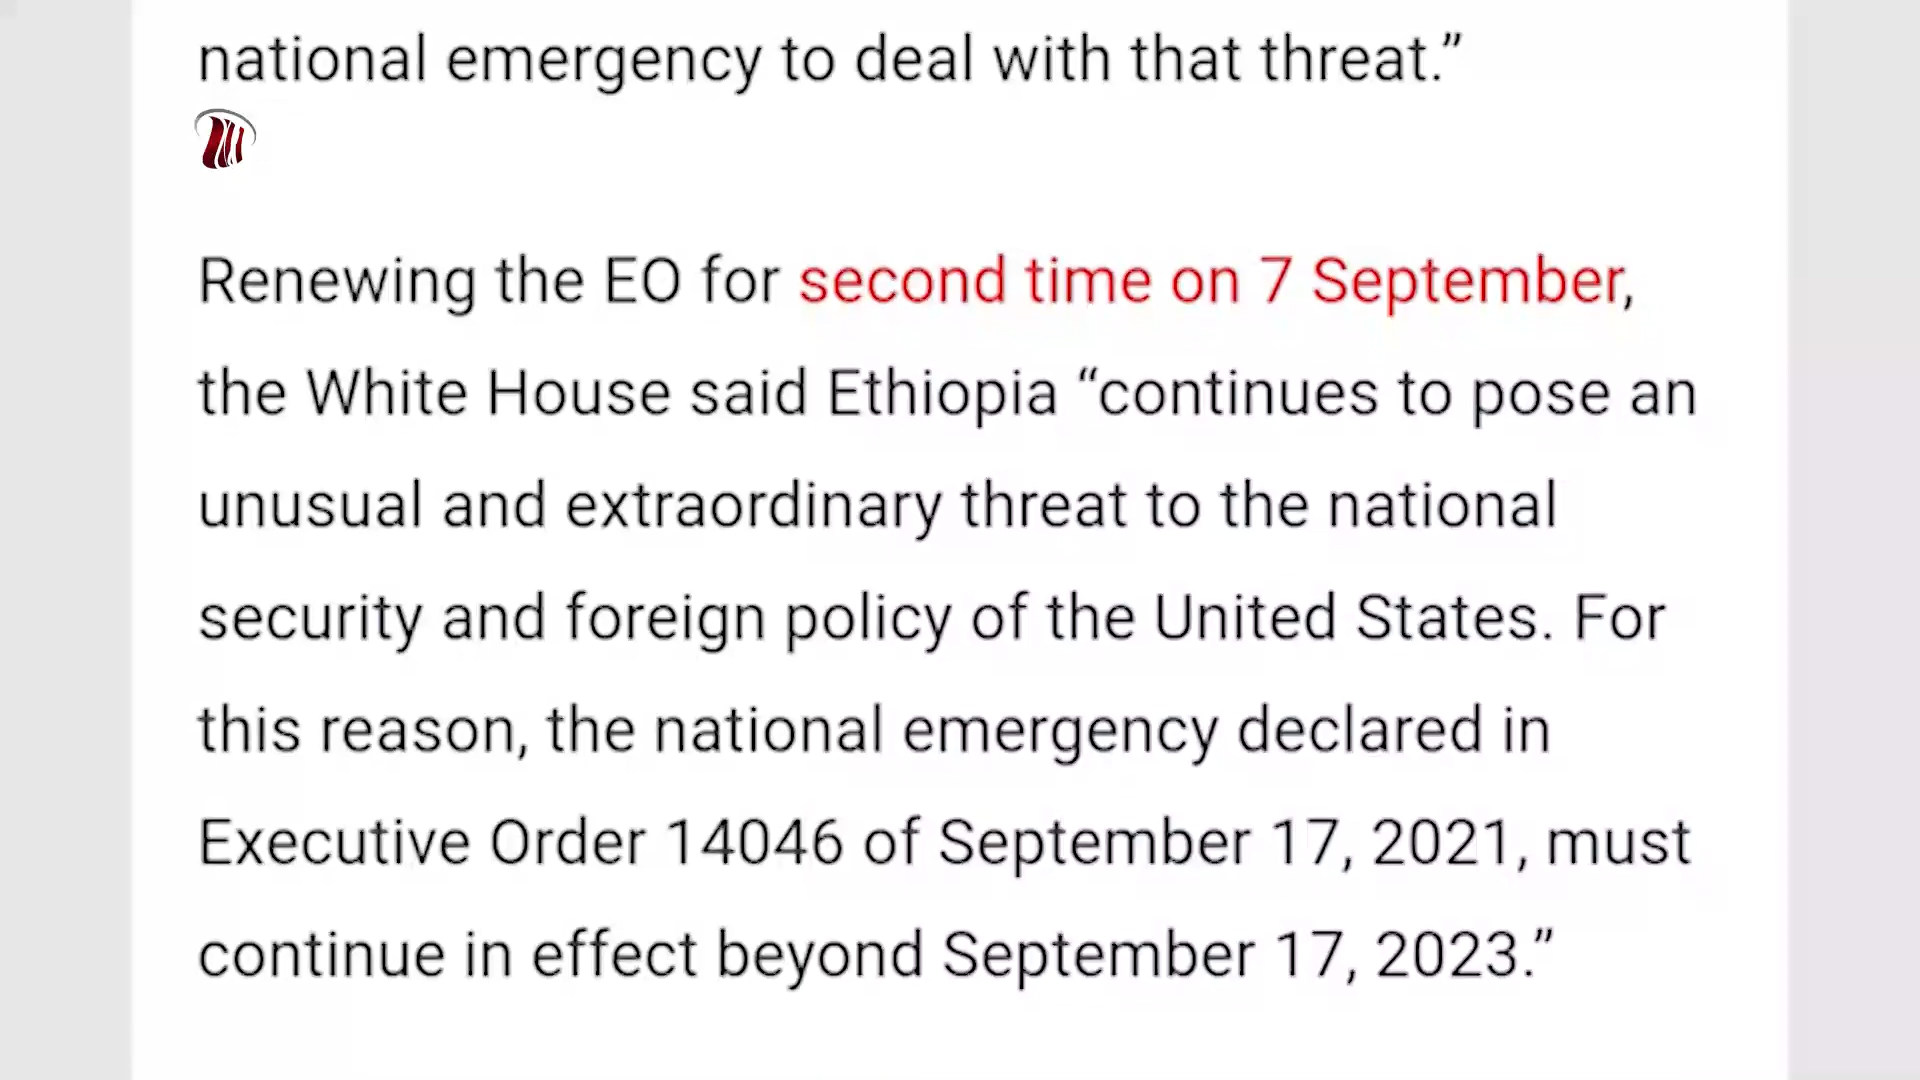 national emergency to deal with that threat.”
Renewing the EO for second time on 7 September,
the White House said Ethiopia “continues to pose an
unusual and extraordinary threat to the national
security and foreign policy of the United States. For
this reason, the national emergency declared in
Executive Order 14046 of September 17, 2021, must
continue in effect beyond September 17, 2023.”